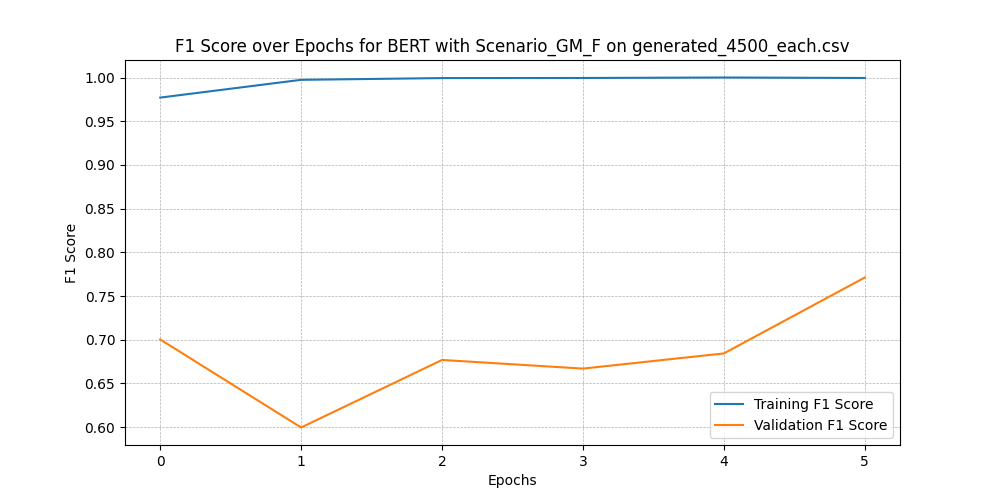 F1 Score over Epochs for BERT with Scenario_GM_F on generated_4500_each.csv
F1 Score
1.00
0.95
0.90
0.85
0.80
0.75
0.70
0.65
0.60
0 1 2 3 4 5
Epochs
Training F1 Score
Validation F1 Score